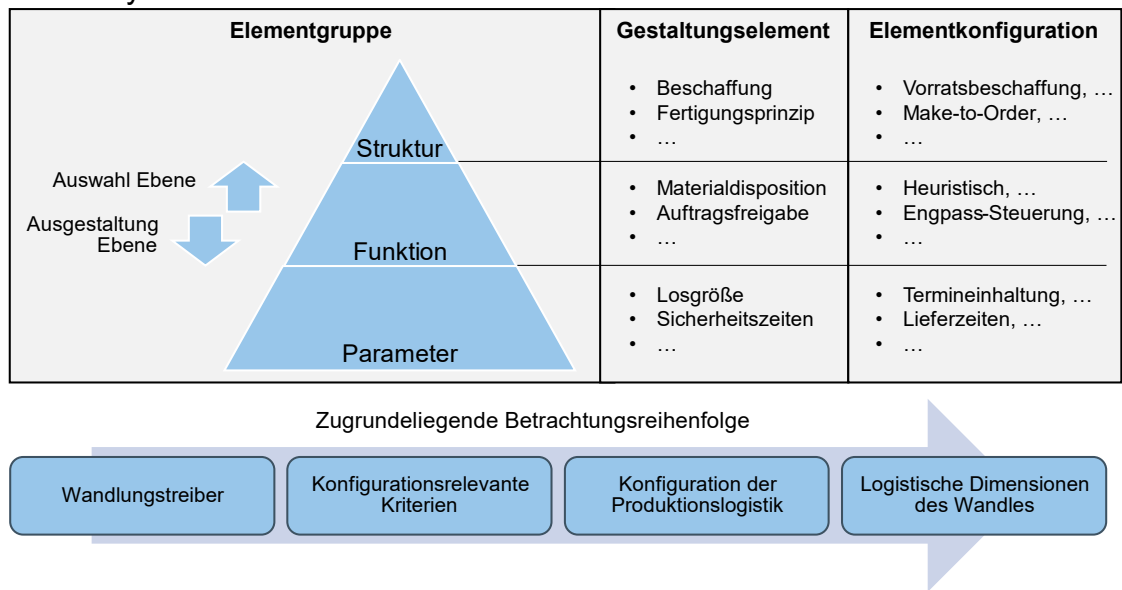 Elementgruppe
Gestaltungselement
Elementkonfiguration
Struktur
Auswahl Ebene
Ausgestaltung
Ebene
Funktion
Parameter
• Beschaffung
• Fertigungsprinzip
• …
• Vorratsbeschaffung, …
• Make-to-Order, …
• …
• Materialdisposition
• Auftragsfreigabe
• …
• Heuristisch, …
• Engpass-Steuerung, …
• …
• Losgröße
• Sicherheitszeiten
• …
• Termineinhaltung, …
• Lieferzeiten, …
• …
Zugrundeliegende Betrachtungsreihenfolge
Wandlungstreiber
Konfigurationsrelevante
Kriterien
Konfiguration der
Produktionslogistik
Logistische Dimensionen
des Wandles